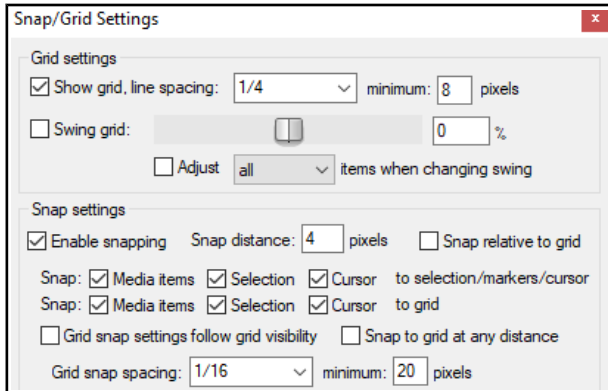 Snap/Grid Settings x
Grid settings
Show grid, line spacing: 1/4 minimum: 8 pixels
Swing grid: 0 %
Adjust all items when changing swing
Snap settings
Enable snapping Snap distance: 4 pixels Snap relative to grid
Snap: Media items Selection Cursor to selection/markers/cursor
Snap: Media items Selection Cursor to grid
Grid snap settings follow grid visibility Snap to grid at any distance
Grid snap spacing: 1/16 minimum: 20 pixels